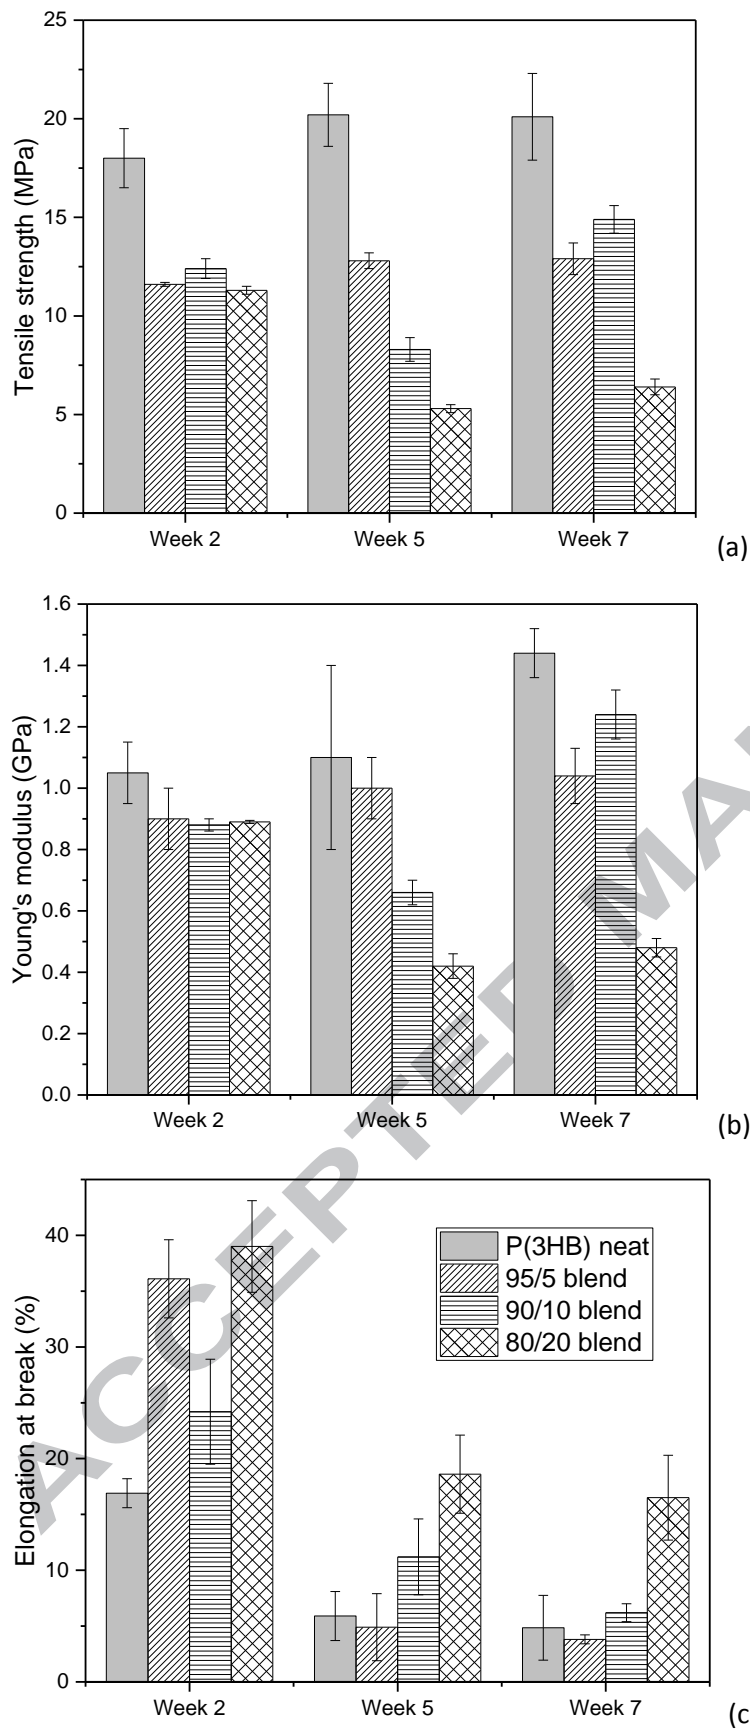 25
20
15
10
5
0
Tensile strength (MPa)
Week 2 Week 5 Week 7
(a)
1.6
1.4
1.2
1.0
0.8
0.6
0.4
0.2
0.0
Young's modulus (GPa)
Week 2 Week 5 Week 7
(b)
40
30
20
10
0
Elongation at break (%)
P(3HB) neat
95/5 blend
90/10 blend
80/20 blend
Week 2 Week 5 Week 7
(c
ACCEPTED MA